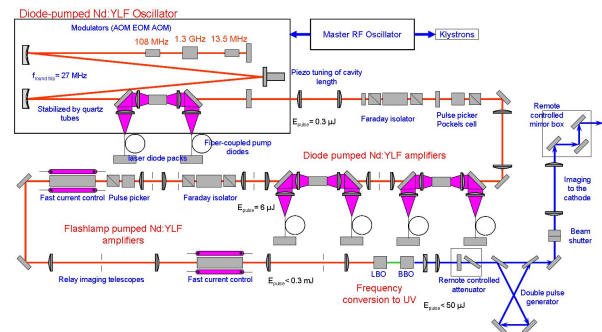 Diode-pumped Nd:YLF Oscillator
Modulators (AOM EOM AOM)
108 MHz
1.3 GHz
13.5 MHz
Master RF Oscillator
Klystrons
f round trip = 27 MHz
Piezo tuning of cavity
length
Stabilized by quartz
tubes
Epulse= 0.3 µJ
Faraday isolator
Pulse picker
Pockels cell
Remote
controlled
mirror box
Fiber-coupled pump
diodes
laser diode packs
Diode pumped Nd:YLF amplifiers
Fast current control
Pulse picker
Faraday isolator
Epulse= 6 µJ
Imaging
to the
cathode
Flashlamp pumped Nd:YLF
amplifiers
Beam
shutter
Relay imaging telescopes
Fast current control
Epulse< 0.3 mJ
Frequency
conversion to UV
LBO
BBO
Remote controlled
attenuator
Epulse< 50 µJ
Double pulse
generator